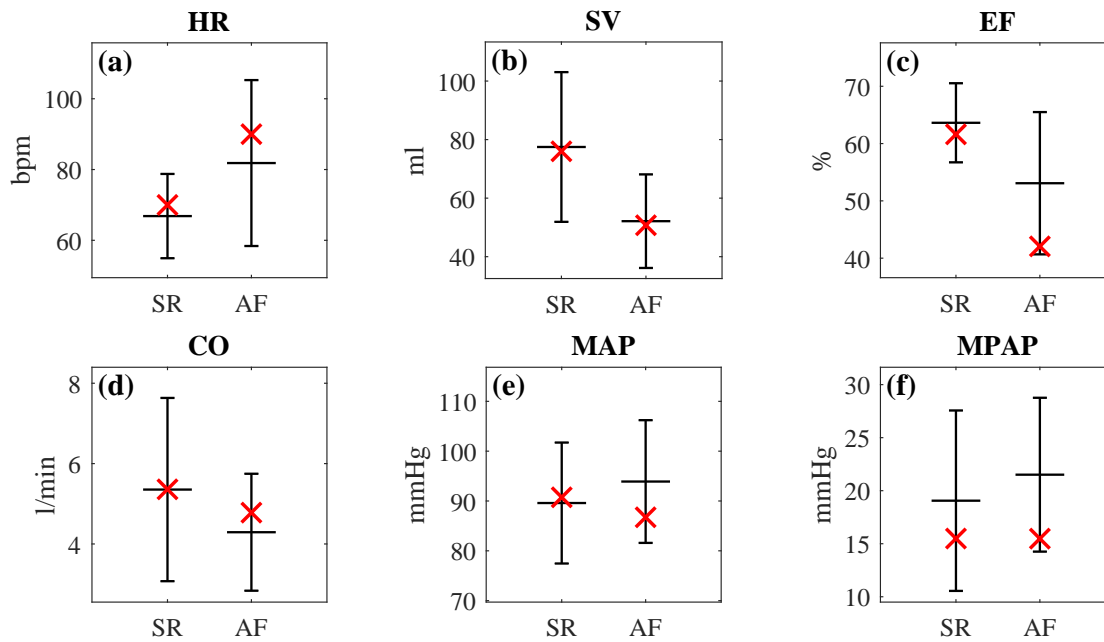 HR
(a)
bpm
100
80
60
SR AF
SV
(b)
ml
100
80
60
40
SR AF
EF
(c)
%
70
60
50
40
SR AF
CO
(d)
l/min
8
6
4
SR AF
MAP
(e)
mmHg
110
100
90
80
70
SR AF
MPAP
(f)
mmHg
30
25
20
15
10
SR AF